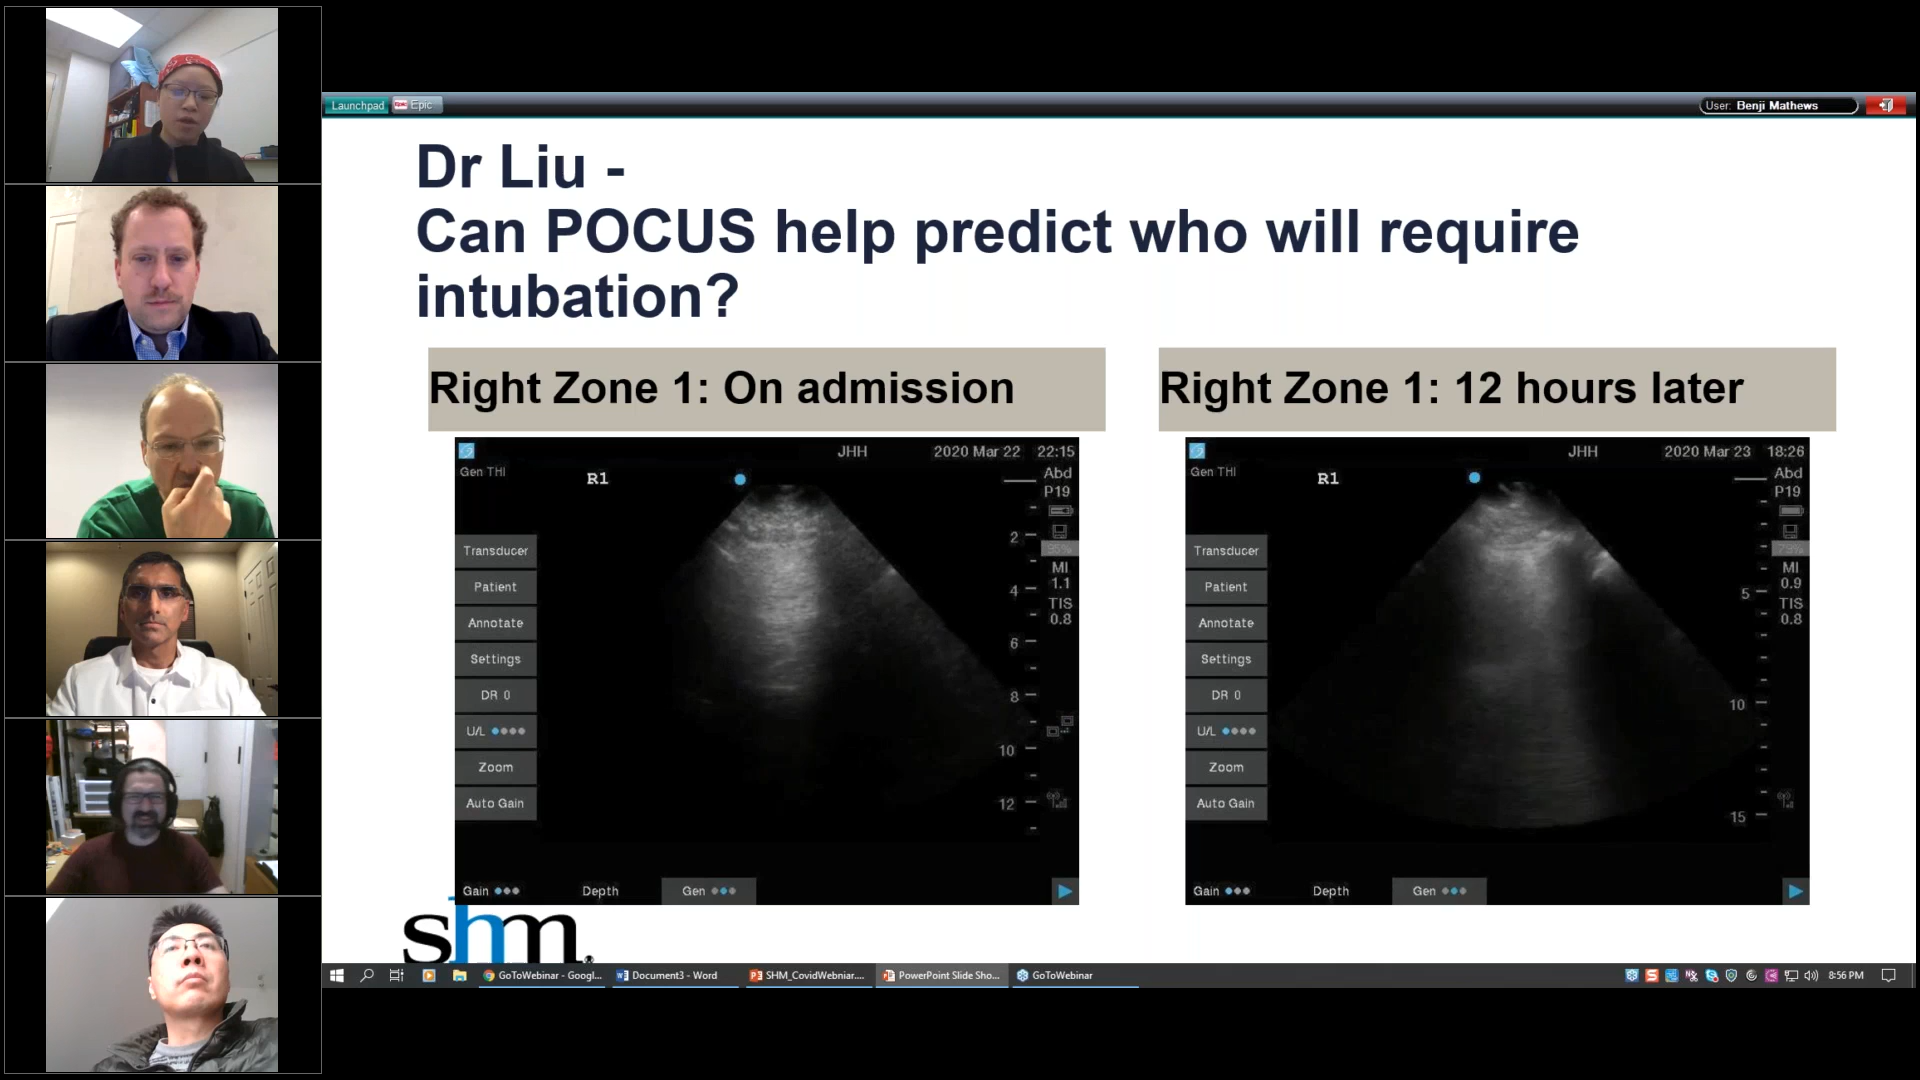 Launchpad Epic Epic User: Benji Mathews
Dr Liu -
Can POCUS help predict who will require
intubation?
Right Zone 1: On admission
JHH 2020 Mar 22 22:15
Gen THI
Abd
R1
P19
2
MI
1.1
4
TIS
0.8
6
8
10
12
Transducer
Patient
Annotate
Settings
DR 0
U/L
Zoom
Auto Gain
Gain Depth Gen
Right Zone 1: 12 hours later
JHH 2020 Mar 23 18:26
Gen THI
Abd
R1
P19
MI
0.9
5
TIS
0.8
10
15
Transducer
Patient
Annotate
Settings
DR 0
U/L
Zoom
Auto Gain
Gain Depth Gen
shm
GoToWebinar - Googl... Document3 - Word SHM_CovidWebniar.... PowerPoint Slide Sho... GoToWebinar 8:56 PM